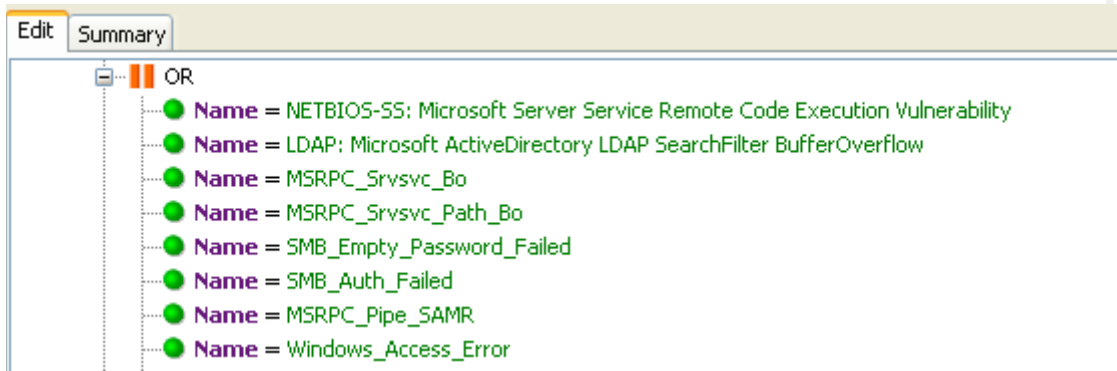 Edit Summary
OR
Name = NETBIOS-SS: Microsoft Server Service Remote Code Execution Vulnerability
Name = LDAP: Microsoft ActiveDirectory LDAP SearchFilter BufferOverflow
Name = MSRPC_Srvsvc_Bo
Name = MSRPC_Srvsvc_Path_Bo
Name = SMB_Empty_Password_Failed
Name = SMB_Auth_Failed
Name = MSRPC_Pipe_SAMR
Name = Windows_Access_Error